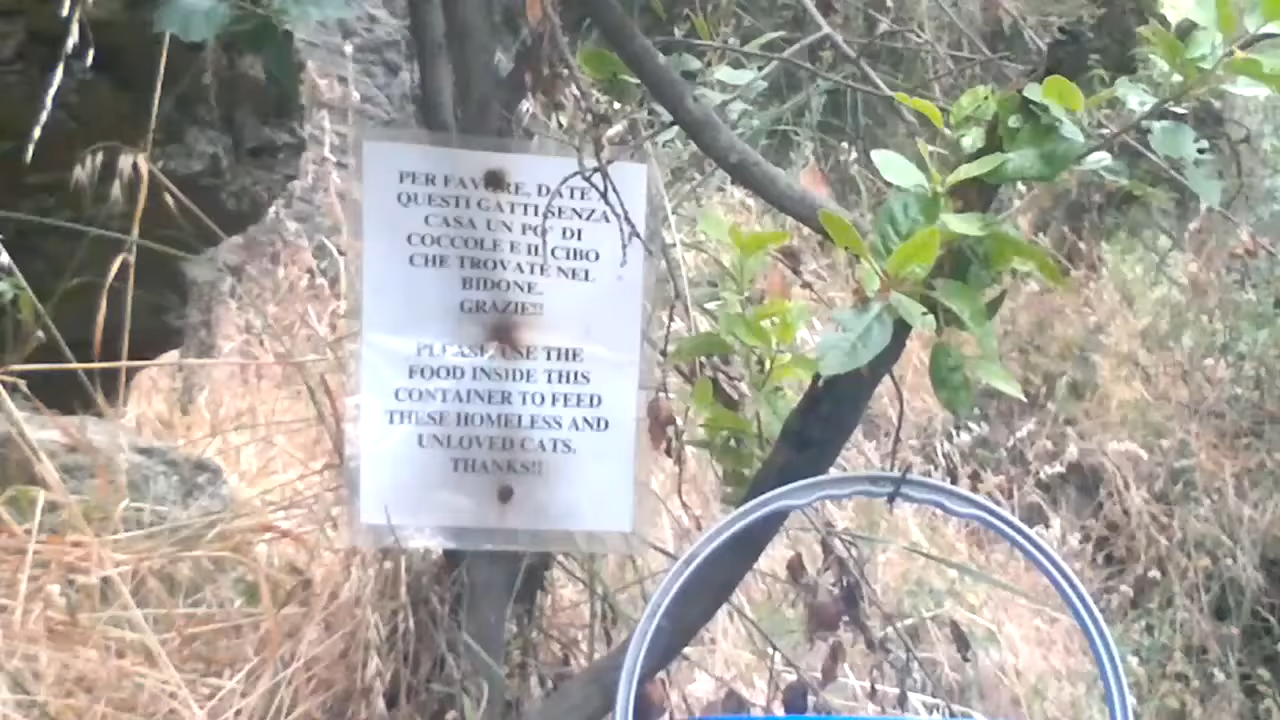 PER FAVORE, DATE A
QUESTI GATTI SENZA
CASA UN PO' DI
COCCOLE E IL CIBO
CHE TROVATE NEL
BIDONE.
GRAZIE!!
PLEASE, USE THE
FOOD INSIDE THIS
CONTAINER TO FEED
THESE HOMELESS AND
UNLOVED CATS.
THANKS!!